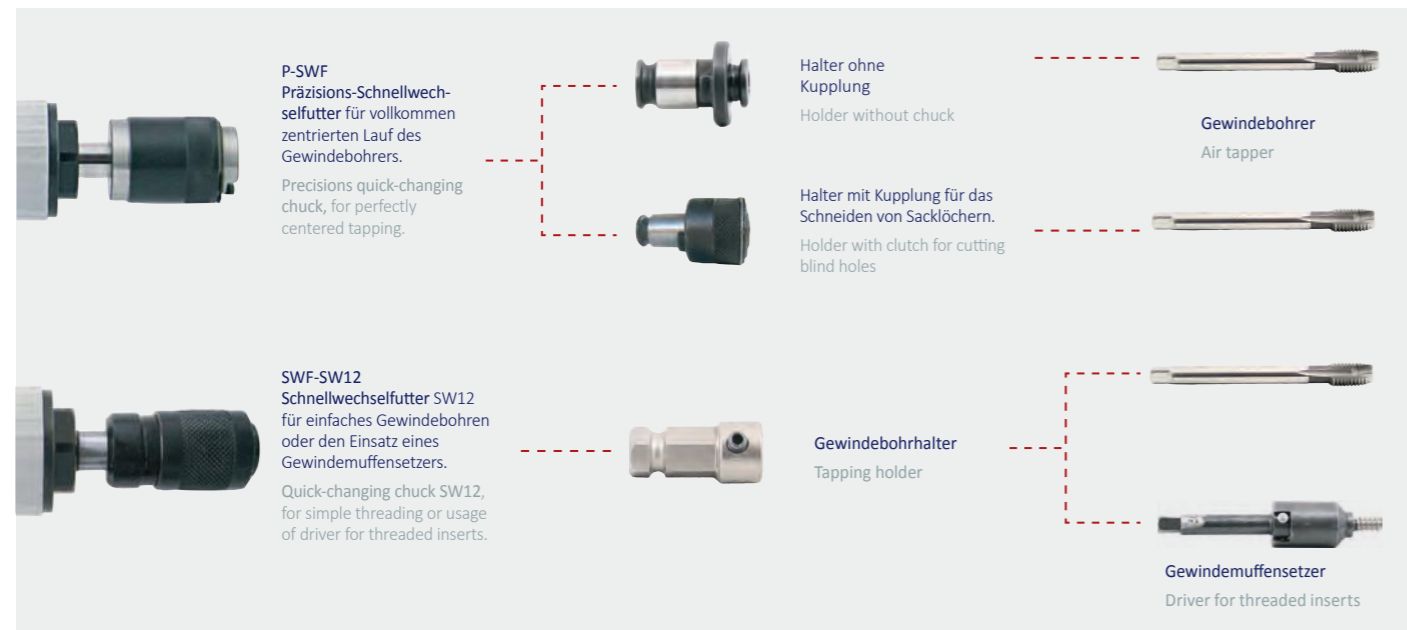 P-SWF
Präzisions-Schnellwech-
selfutter für vollkommen
zentrierten Lauf des
Gewindebohrers.
Precisions quick-changing
chuck, for perfectly
centered tapping.
Halter ohne
Kupplung
Holder without chuck
Halter mit Kupplung für das
Schneiden von Sacklöchern.
Holder with clutch for cutting
blind holes
Gewindebohrer
Air tapper
SWF-SW12
Schnellwechselfutter SW12
für einfaches Gewindebohren
oder den Einsatz eines
Gewindemuffensetzers.
Quick-changing chuck SW12,
for simple threading or usage
of driver for threaded inserts.
Gewindebohrhalter
Tapping holder
Gewindemuffensetzer
Driver for threaded inserts